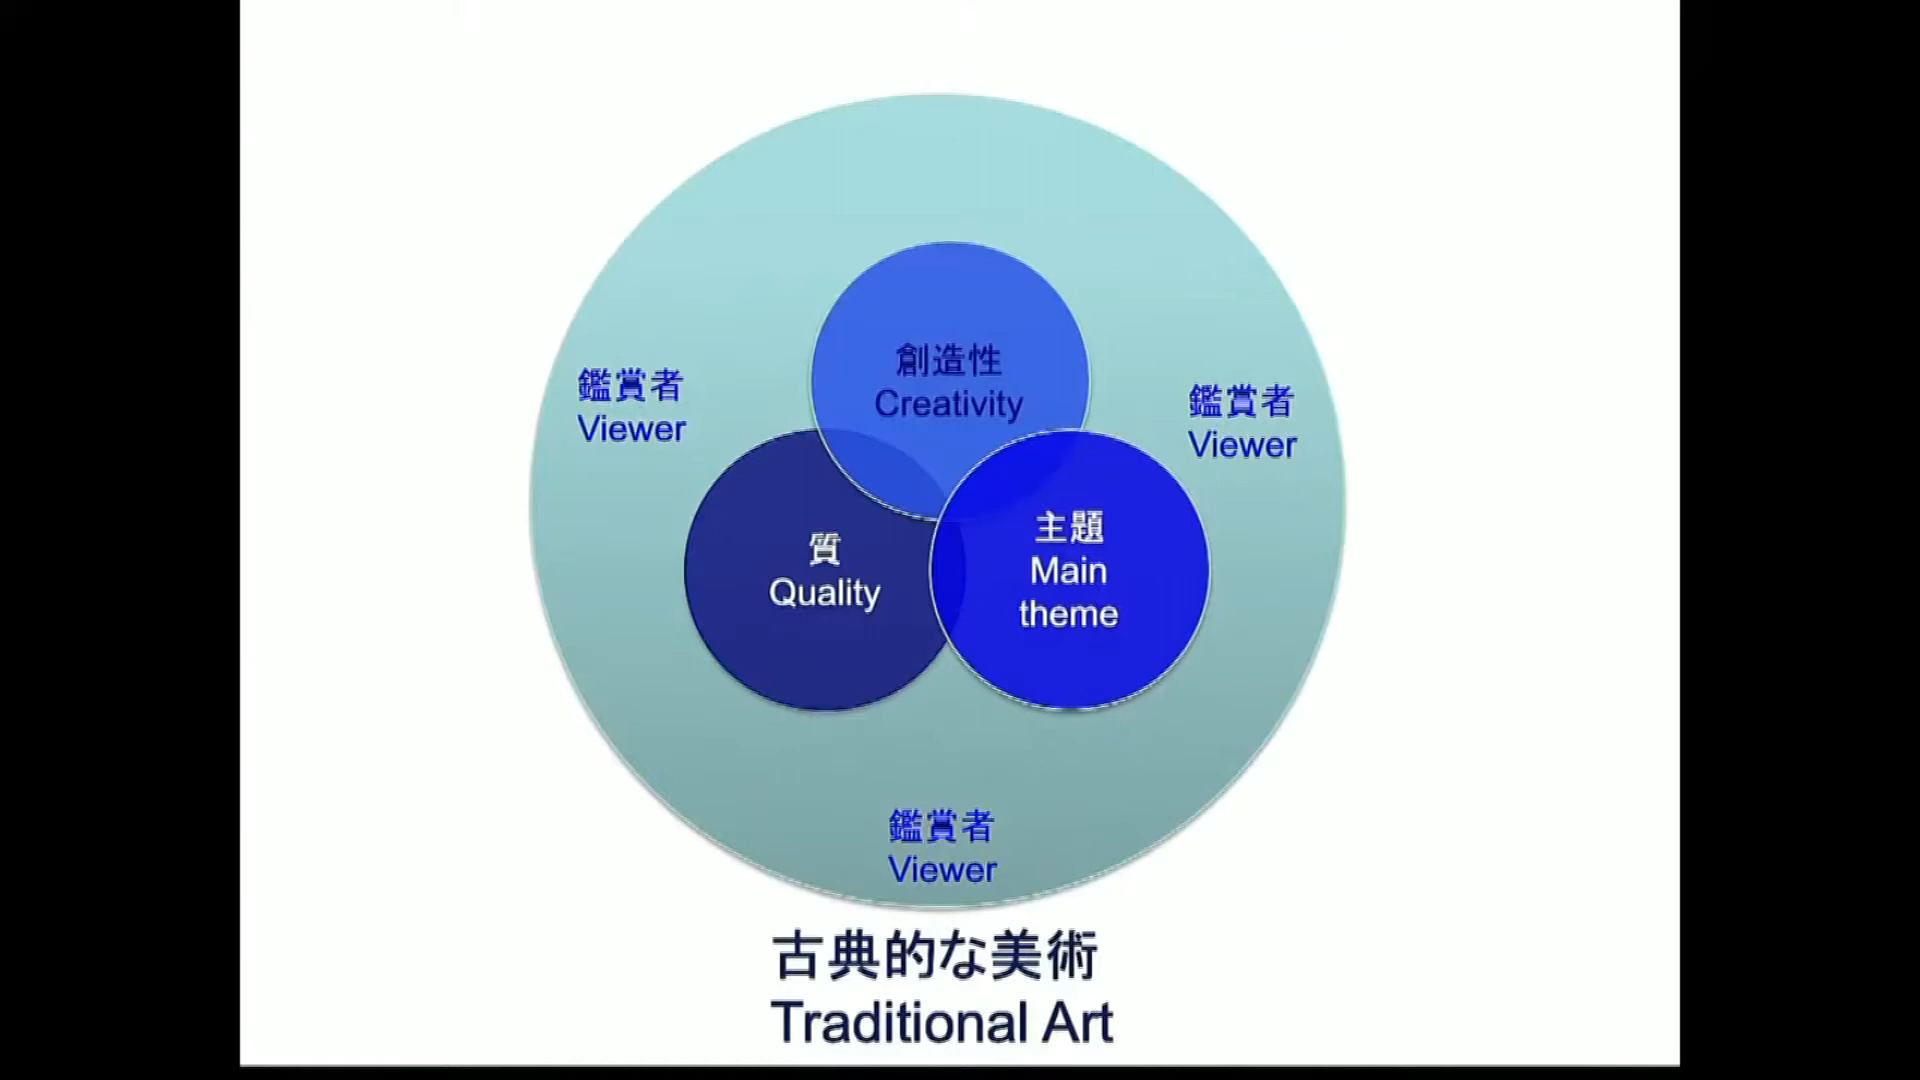 創造性
Creativity
鑑賞者
Viewer
鑑賞者
Viewer
質
Quality
主題
Main
theme
鑑賞者
Viewer
古典的な美術
Traditional Art